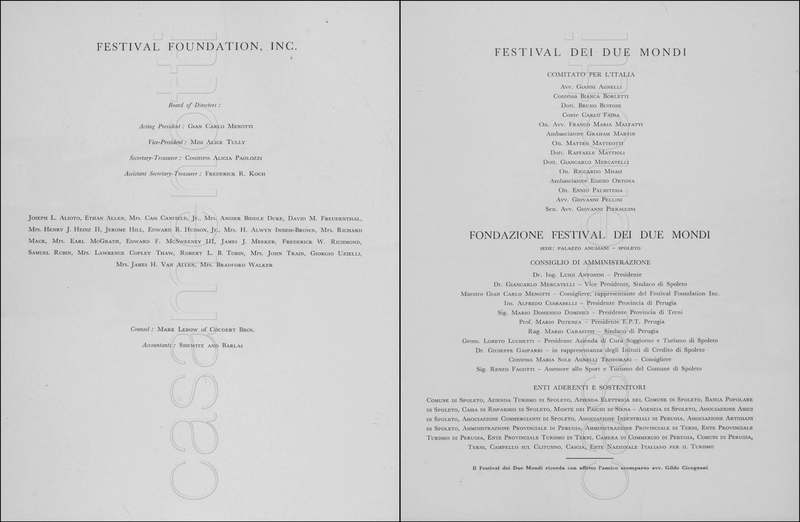 FESTIVAL FOUNDATION, INC.
Board of Directors :
Acting President : Gian Carlo Menotti
Vice-President : Miss Alice Tully
Secretary-Treasurer : Countess Alicia Paolozzi
Assistant Secretary-Treasurer : Frederick R. Koch
Joseph L. Alioto, Ethan Allen, Mrs. Cass Canfield, Jr., Mrs. Angier Biddle Duke, David M. Freudenthal,
Mrs. Henry J. Heinz II, Jerome Hill, Edward R. Hudson, Jr., Mrs. H. Alwyn Inness-Brown, Mrs. Richard
Mack, Mrs. Earl McGrath, Edward F. McSweeney III, James J. Meeker, Frederick W. Richmond,
Samuel Rubin, Mrs. Lawrence Copley Thaw, Robert L. B. Tobin, Mrs. John Train, Giorgio Uzielli,
Mrs. James H. Van Alen, Mrs. Bradford Walker
Counsel : Mark Lebow of Coudert Bros.
Accountants : Sibewitz and
casa menotti
FESTIVAL DEI DUE MONDI
COMITATO PER L'ITALIA
Avv. Gianni Agnelli
Contessa Bianca Borletti
Dott. Bruno Buitoni
Conte Carlo Faina
On. Avv. Franco Maria Malfatti
Ambasciatore Graham Martin
On. Matteo Matteotti
Dott. Raffaele Mattioli
Dott. Giancarlo Mercatelli
On. Riccardo Misasi
Ambasciatore Egidio Ortona
On. Ennio Palmitessa
Avv. Giovanni Pellini
Sen. Avv. Giovanni Pieraccini
FONDAZIONE FESTIVAL DEI DUE MONDI
SEDE: PALAZZO ANCAIANI - SPOLETO
CONSIGLIO DI AMMINISTRAZIONE
Dr. Ing. Luigi Antonini - Presidente
Dr. Giancarlo Mercatelli - Vice Presidente, Sindaco di Spoleto
Maestro Gian Carlo Menotti - Consigliere, rappresentante del Festival Foundation Inc.
Ins. Alfredo Ciarabelli - Presidente Provincia di Perugia
Sig. Mario Domenico Dominici - Presidente Provincia di Terni
Prof. Mario Potenza - Presidente E.P.T. Perugia
Rag. Mario Caraffini - Sindaco di Perugia
Geom. Loreto Luchetti - Presidente Azienda di Cura Soggiorno e Turismo di Spoleto
Dr. Giuseppe Gasparri - in rappresentanza degli Istituti di Credito di Spoleto
Contessa Maria Sole Agnelli Teodorani - Consigliere
Sig. Renzo Fagotti - Assessore allo Sport e Turismo del Comune di Spoleto
ENTI ADERENTI E SOSTENITORI
Comune di Spoleto, Azienda Turismo di Spoleto, Azienda Elettrica del Comune di Spoleto, Banca Popolare
di Spoleto, Cassa di Risparmio di Spoleto, Monte dei Paschi di Siena - Agenzia di Spoleto, Associazione Amici
di Spoleto, Associazione Commercianti di Spoleto, Associazione Industriali di Perugia, Associazione Artigiani
di Spoleto, Amministrazione Provinciale di Perugia, Amministrazione Provinciale di Terni, Ente Provinciale
Turismo di Perugia, Ente Provinciale Turismo di Terni, Camera di Commercio di Perugia, Comuni di Perugia,
Terni, Campello sul Clitunno, Cascia, Ente Nazionale Italiano per il Turismo
Il Festival dei Due Mondi ricorda con affetto l'amico scomparso avv. Gildo Cicognani